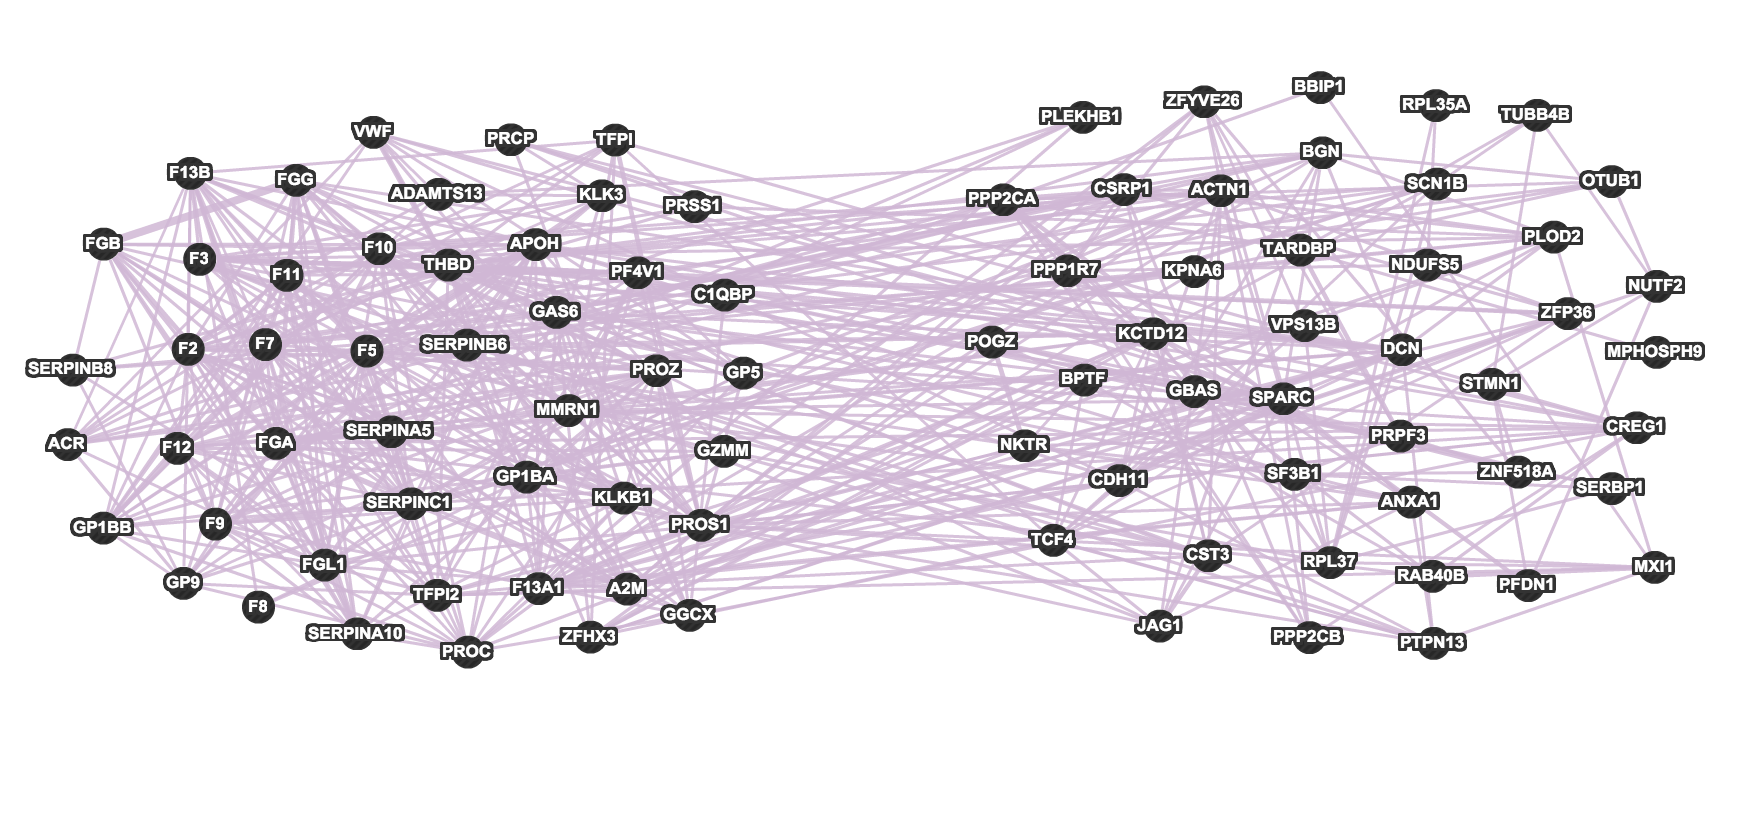 BBIP1
ZFYVE26
RPL35A
PLEKHB1
TUBB4B
VWF
PRCP
TFPI
BGN
F13B
FGG
OTUB1
SCN1B
CSRP1
ACTN1
ADAMTS13
KLK3
PPP2CA
PRSS1
PLOD2
FGB
APOH
F10
TARDBP
F3
THBD
NDUFS5
F11
PF4V1
PPP1R7
KPNA6
NUTF2
C1QBP
GAS6
ZFP36
VPS13B
KCTD12
F2
F7
F5
SERPINB6
POGZ
DCN
MPHOSPH9
SERPINB8
PROZ
GP5
BPTF
STMN1
GBAS
SPARC
MMRN1
CREG1
SERPINA5
PRPF3
ACR
F12
FGA
NKTR
GZMM
GP1BA
CDH11
SF3B1
ZNF518A
SERBP1
KLKB1
SERPINC1
ANXA1
GP1BB
F9
PROS1
TCF4
CST3
FGL1
RPL37
MXI1
GP9
RAB40B
PFDN1
TFPI2
F13A1
A2M
F8
GGCX
JAG1
SERPINA10
ZFHX3
PPP2CB
PTPN13
PROC